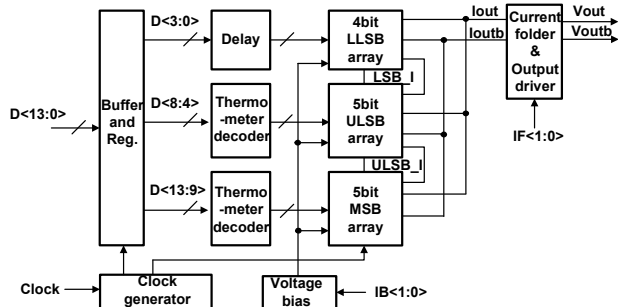 D<3:0>
Delay
4bit
LLSB
array
Iout
Ioutb
Current
folder
&
Output
driver
Vout
Voutb
LSB_I
D<13:0>
Buffer
and
Reg.
D<8:4>
Thermo
-meter
decoder
5bit
ULSB
array
IF<1:0>
ULSB_I
D<13:9>
Thermo
-meter
decoder
5bit
MSB
array
Clock
Clock
generator
Voltage
bias
IB<1:0>